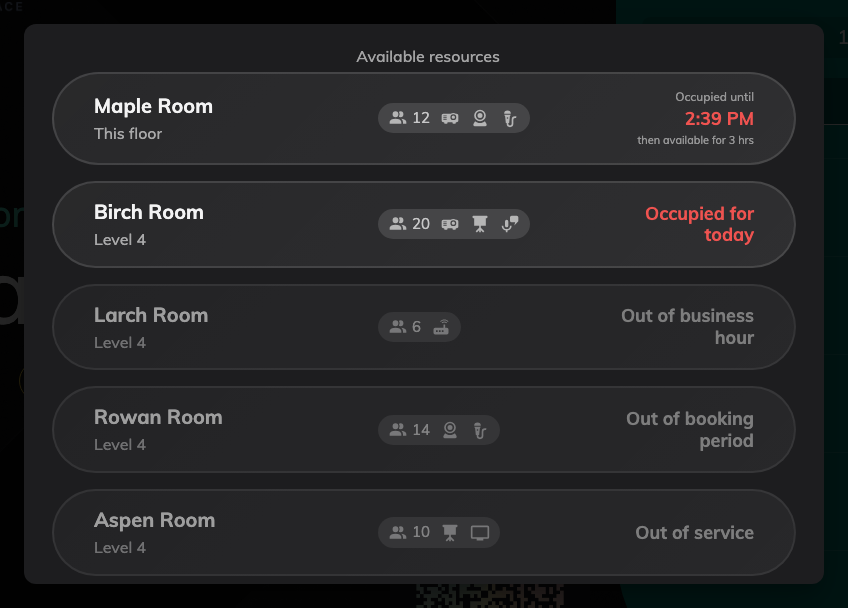 ACE
Available resources
Maple Room
This floor
12
Occupied until
2:39 PM
then available for 3 hrs
Birch Room
Level 4
20
Occupied for
today
Larch Room
Level 4
6
Out of business
hour
Rowan Room
Level 4
14
Out of booking
period
Aspen Room
Level 4
10
Out of service